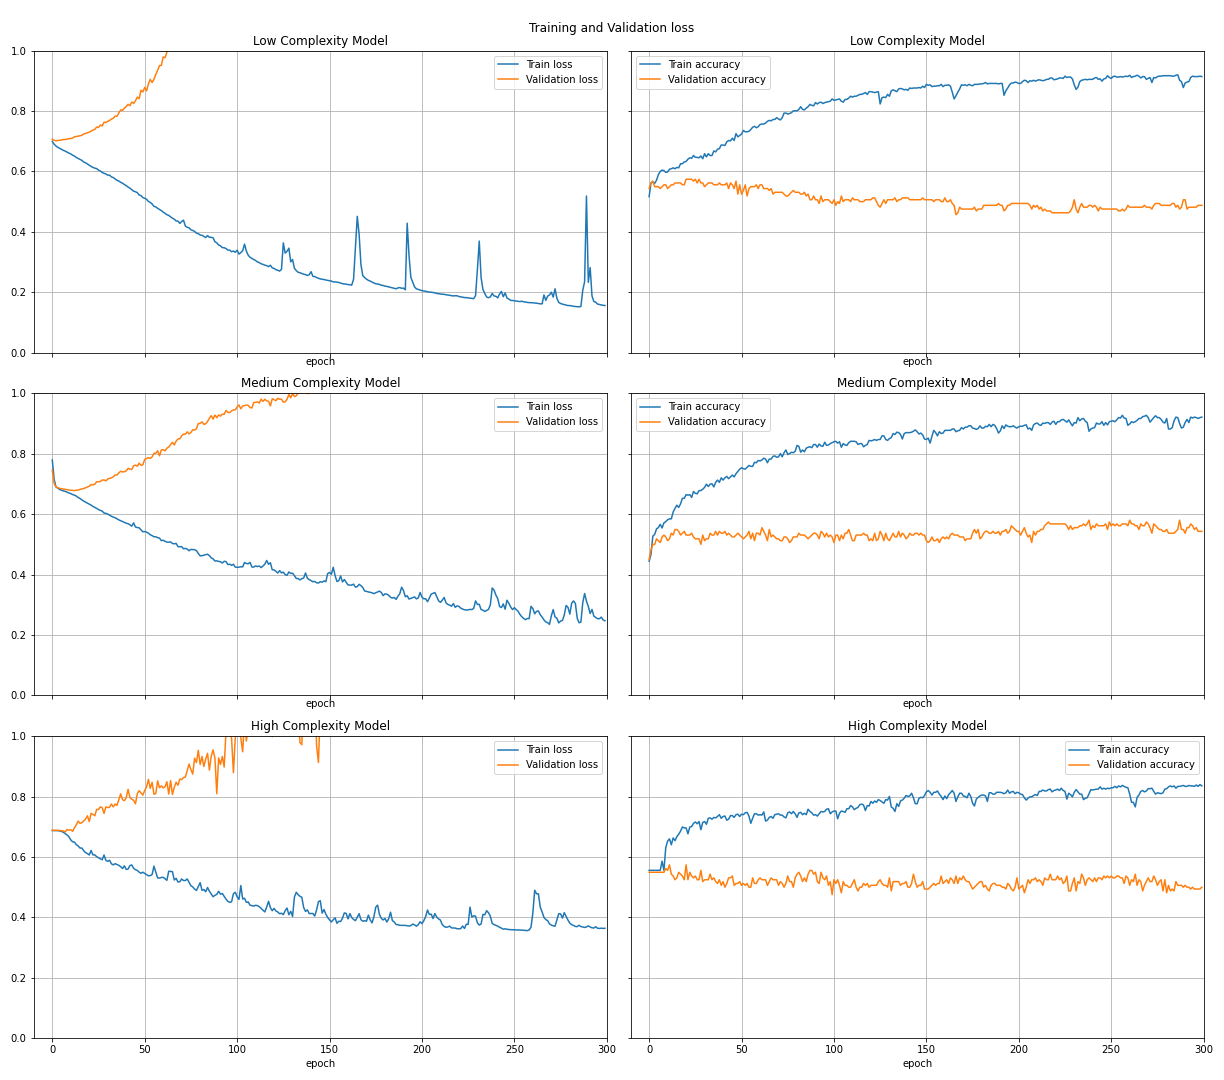 Training and Validation loss
Low Complexity Model
Train loss
Validation loss
1.0
0.8
0.6
0.4
0.2
0.0
epoch
Low Complexity Model
Train accuracy
Validation accuracy
epoch
Medium Complexity Model
Train loss
Validation loss
1.0
0.8
0.6
0.4
0.2
0.0
epoch
Medium Complexity Model
Train accuracy
Validation accuracy
epoch
High Complexity Model
Train loss
Validation loss
1.0
0.8
0.6
0.4
0.2
0.0
0 50 100 150 200 250 300
epoch
High Complexity Model
Train accuracy
Validation accuracy
0 50 100 150 200 250 300
epoch